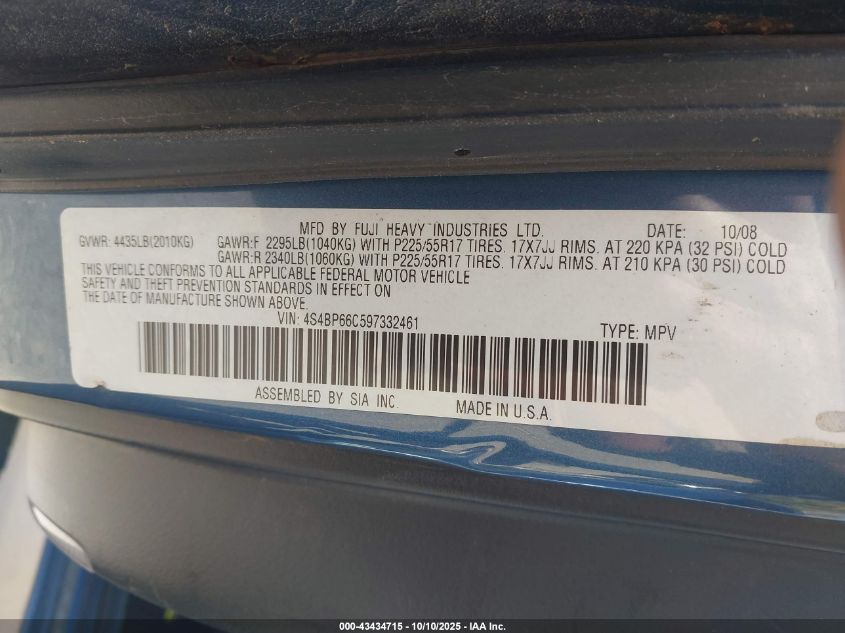 MFD BY FUJI HEAVY INDUSTRIES LTD. DATE: 10/08
GVWR: 4435LB(2010KG) GAWR:F 2295LB(1040KG) WITH P225/55R17 TIRES. 17X7JJ RIMS. AT 220 KPA (32 PSI) COLD
GAWR:R 2340LB(1060KG) WITH P225/55R17 TIRES. 17X7JJ RIMS. AT 210 KPA (30 PSI) COLD
THIS VEHICLE CONFORMS TO ALL APPLICABLE FEDERAL MOTOR VEHICLE
SAFETY AND THEFT PREVENTION STANDARDS IN EFFECT ON
THE DATE OF MANUFACTURE SHOWN ABOVE.
VIN: 4S4BP66C597332461 TYPE: MPV
ASSEMBLED BY SIA INC. MADE IN U.S.A.
000-43434715 - 10/10/2025 - IAA Inc.